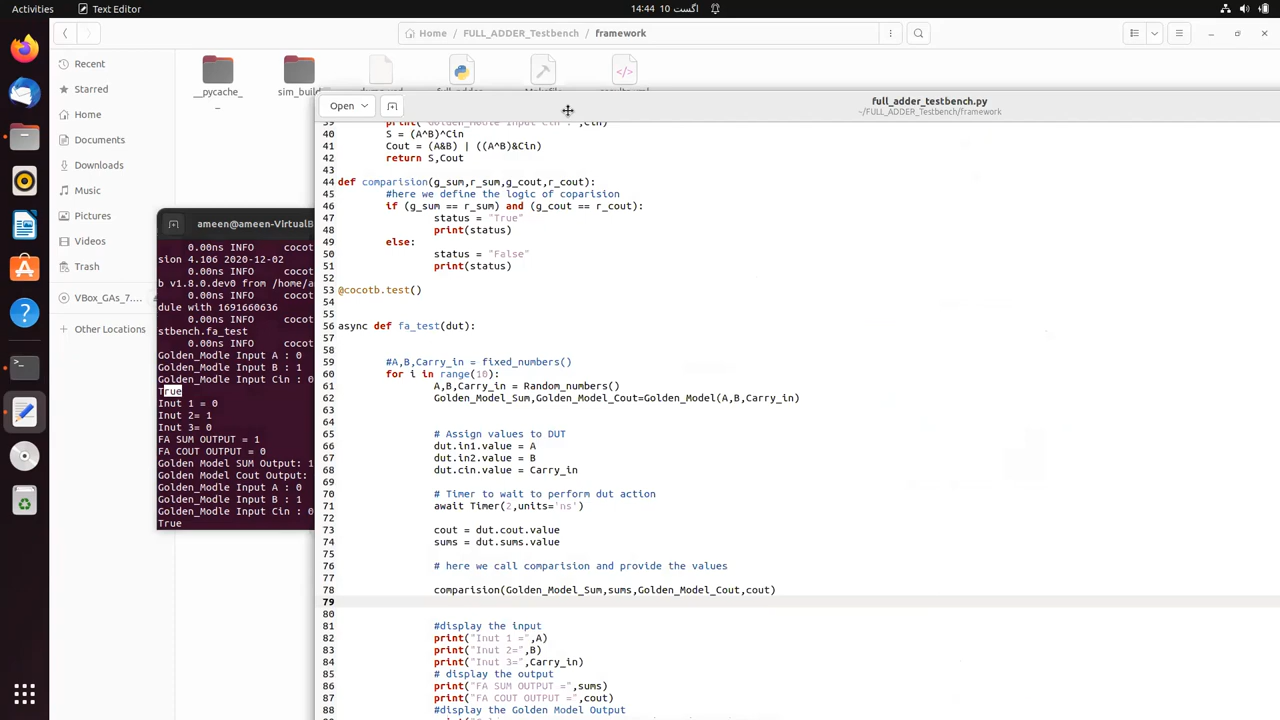 Activities
Text Editor
14:44 10 اگست
Home / FULL_ADDER_Testbench / framework
Recent
Starred
Home
Documents
Downloads
Music
Pictures
Videos
Trash
VBox_GAs_7....
+ Other Locations
__pycache_
_
sim_build
ameen@ameen-VirtualB
0.00ns INFO cocot
sion 4.106 2020-12-02
0.00ns INFO cocot
b v1.8.0.dev0 from /home/a
0.00ns INFO cocot
dule with 1691660636
0.00ns INFO cocot
stbench.fa_test
0.00ns INFO cocot
Golden_Modle Input A : 0
Golden_Modle Input B : 1
Golden_Modle Input Cin : 0
True
Inut 1 = 0
Inut 2= 1
Inut 3= 0
FA SUM OUTPUT = 1
FA COUT OUTPUT = 0
Golden Model SUM Output: 1
Golden Model Cout Output:
Golden_Modle Input A : 0
Golden_Modle Input B : 1
Golden_Modle Input Cin : 0
True
Open
full_adder_testbench.py
~/FULL_ADDER_Testbench/framework
39 print("Golden_Modle Input Cin :",Cin)
40 S = (A^B)^Cin
41 Cout = (A&B) | ((A^B)&Cin)
42 return S,Cout
43
44 def comparision(g_sum,r_sum,g_cout,r_cout):
45 #here we define the logic of coparision
46 if (g_sum == r_sum) and (g_cout == r_cout):
47 status = "True"
48 print(status)
49 else:
50 status = "False"
51 print(status)
52
53 @cocotb.test()
54
55
56 async def fa_test(dut):
57
58
59 #A,B,Carry_in = fixed_numbers()
60 for i in range(10):
61 A,B,Carry_in = Random_numbers()
62 Golden_Model_Sum,Golden_Model_Cout=Golden_Model(A,B,Carry_in)
63
64
65 # Assign values to DUT
66 dut.in1.value = A
67 dut.in2.value = B
68 dut.cin.value = Carry_in
69
70 # Timer to wait to perform dut action
71 await Timer(2,units='ns')
72
73 cout = dut.cout.value
74 sums = dut.sums.value
75
76 # here we call comparision and provide the values
77
78 comparision(Golden_Model_Sum,sums,Golden_Model_Cout,cout)
79
80
81 #display the input
82 print("Inut 1 =",A)
83 print("Inut 2=",B)
84 print("Inut 3=",Carry_in)
85 # display the output
86 print("FA SUM OUTPUT =",sums)
87 print("FA COUT OUTPUT =",cout)
88 #display the Golden Model Output